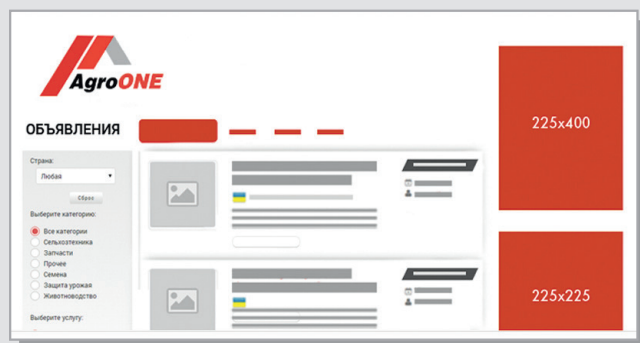 AgroONE
ОБЪЯВЛЕНИЯ
Страна:
Любая
Сброс
Выберите категорию:
Все категории
Сельхозтехника
Запчасти
Прочее
Семена
Защита урожая
Животноводство
Выберите услугу:
225x400
225x225